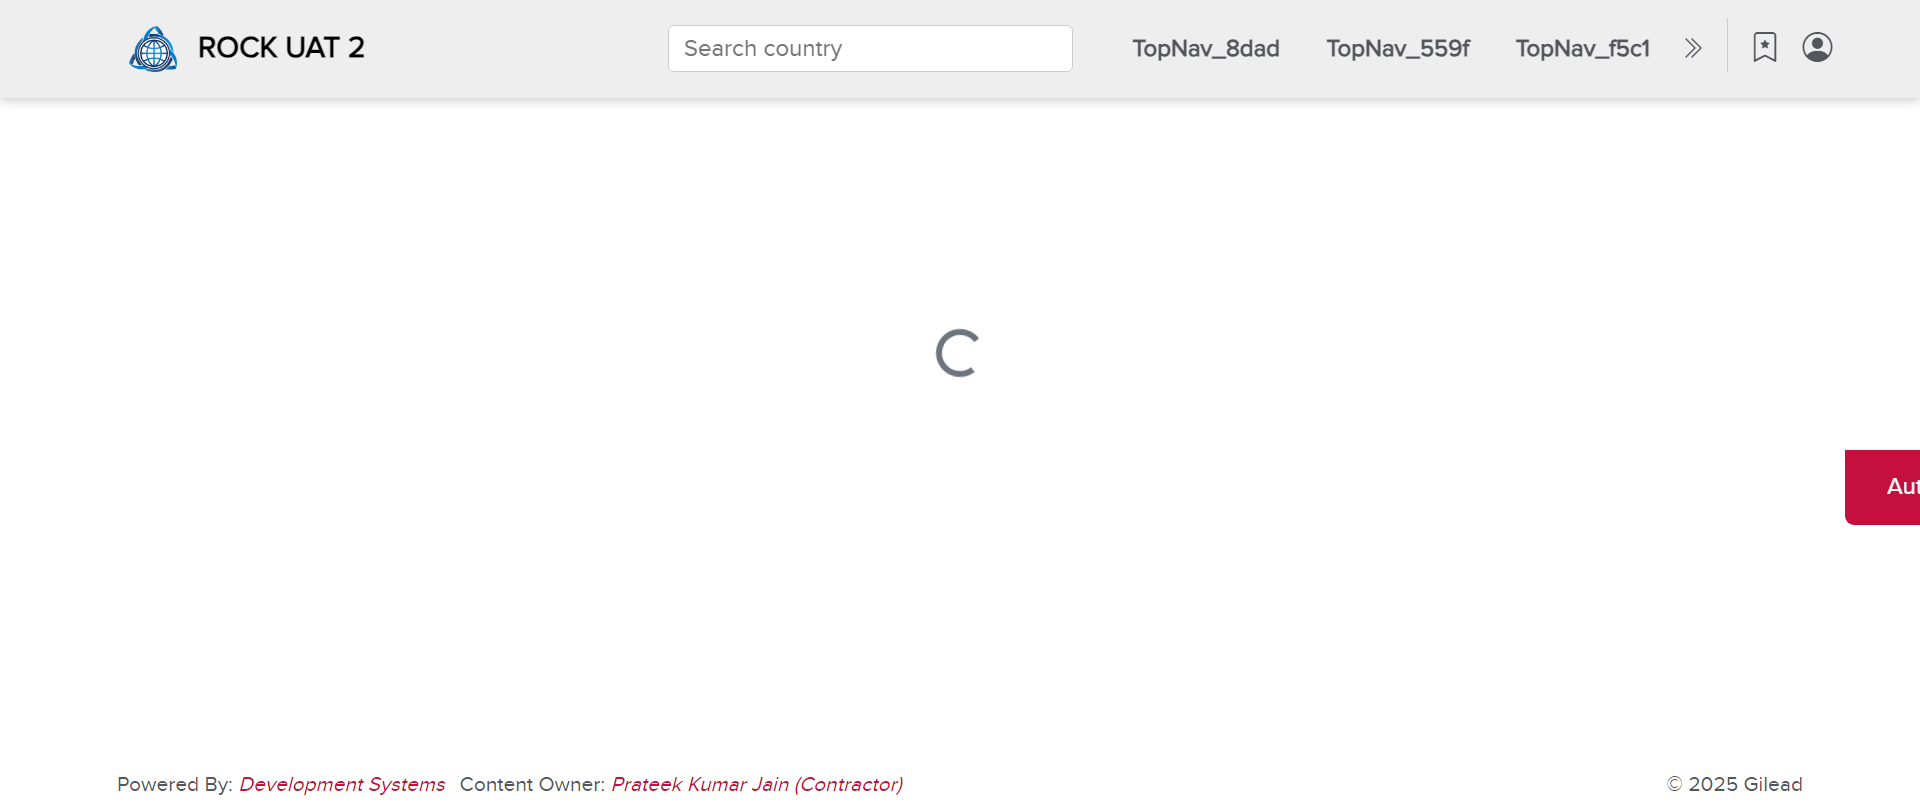 ROCK UAT 2
Search country
TopNav_8dad
TopNav_559f
TopNav_f5c1
Aut
Powered By: Development Systems Content Owner: Prateek Kumar Jain (Contractor)
© 2025 Gilead